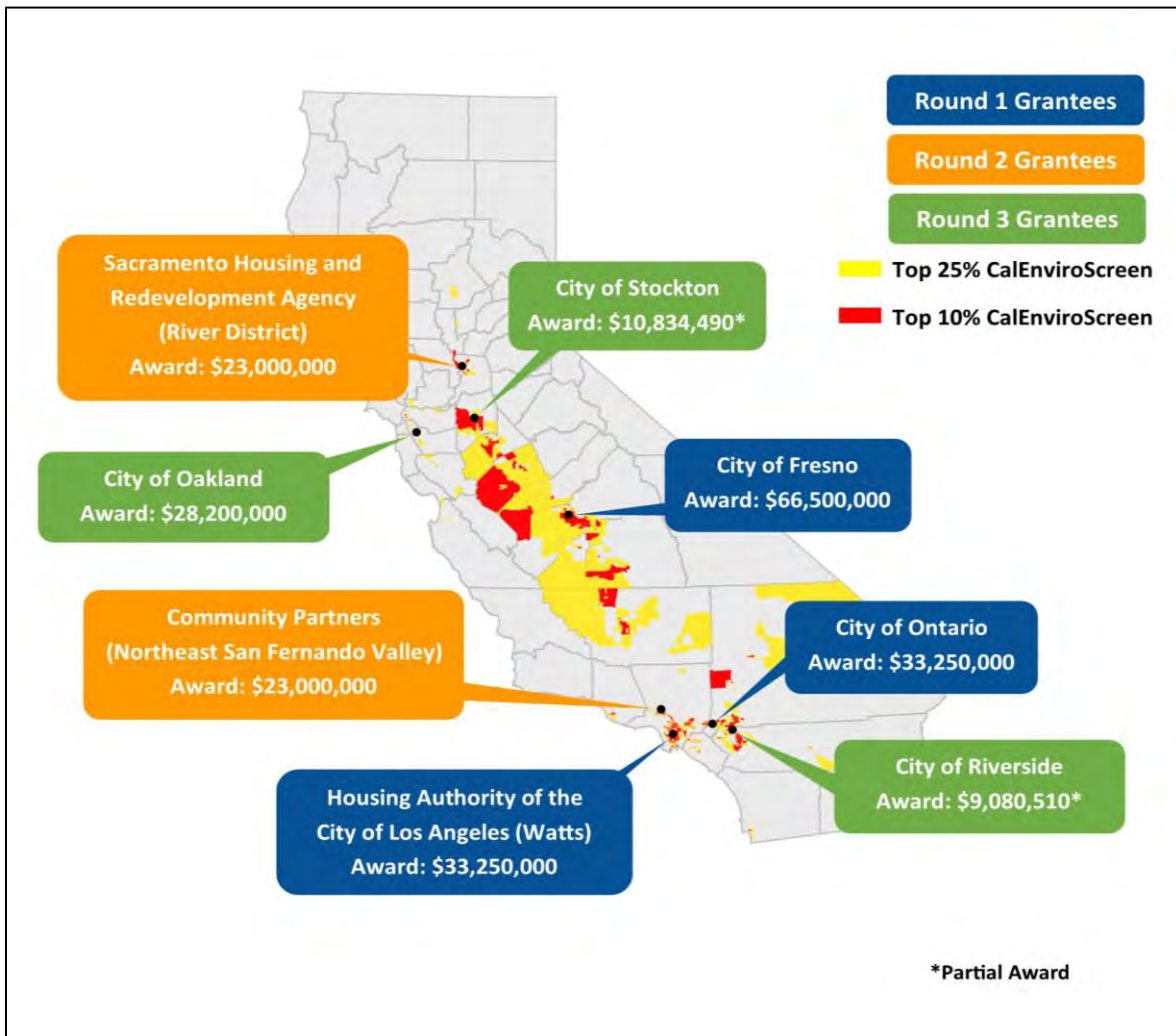 Round 1 Grantees
Round 2 Grantees
Round 3 Grantees
Top 25% CalEnviroScreen
Top 10% CalEnviroScreen
Sacramento Housing and
Redevelopment Agency
(River District)
Award: $23,000,000
City of Stockton
Award: $10,834,490*
City of Oakland
Award: $28,200,000
City of Fresno
Award: $66,500,000
Community Partners
(Northeast San Fernando Valley)
Award: $23,000,000
City of Ontario
Award: $33,250,000
Housing Authority of the
City of Los Angeles (Watts)
Award: $33,250,000
City of Riverside
Award: $9,080,510*
*Partial Award